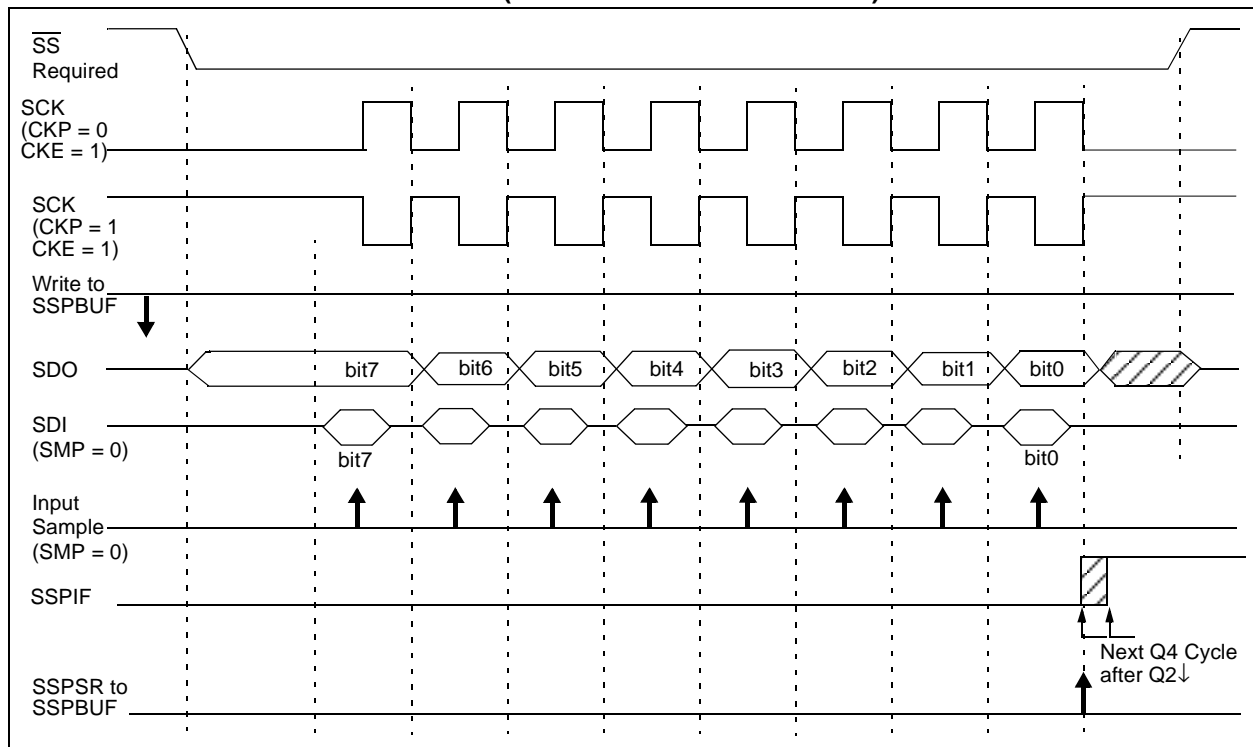 SS
Required
SCK
(CKP = 0
CKE = 1)
SCK
(CKP = 1
CKE = 1)
Write to
SSPBUF
SDO
bit7 bit6 bit5 bit4 bit3 bit2 bit1 bit0
SDI
(SMP = 0)
bit7 bit0
Input
Sample
(SMP = 0)
SSPIF
Next Q4 Cycle
after Q2↓
SSPSR to
SSPBUF